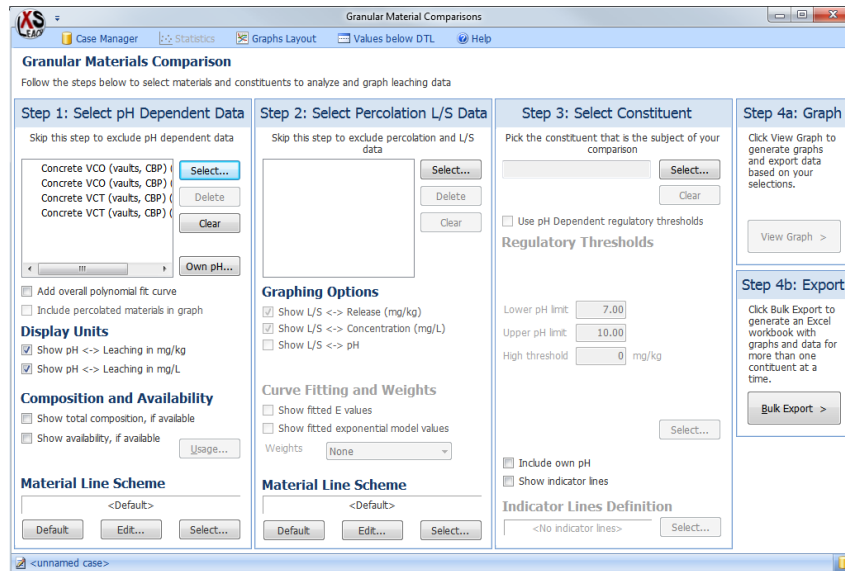 Granular Material Comparisons
XS
LEACH
Case Manager
Statistics
Graphs Layout
Values below DTL
Help
Granular Materials Comparison
Follow the steps below to select materials and constituents to analyze and graph leaching data
Step 1: Select pH Dependent Data
Skip this step to exclude pH dependent data
Concrete VCO (vaults, CBP) (
Concrete VCO (vaults, CBP) (
Concrete VCT (vaults, CBP) (
Concrete VCT (vaults, CBP) (
Select...
Delete
Clear
Own pH...
Add overall polynomial fit curve
Include percolated materials in graph
Display Units
Show pH <-> Leaching in mg/kg
Show pH <-> Leaching in mg/L
Composition and Availability
Show total composition, if available
Show availability, if available
Usage...
Material Line Scheme
<Default>
Default
Edit...
Select...
Step 2: Select Percolation L/S Data
Skip this step to exclude percolation and L/S
data
Select...
Delete
Clear
Graphing Options
Show L/S <-> Release (mg/kg)
Show L/S <-> Concentration (mg/L)
Show L/S <-> pH
Curve Fitting and Weights
Show fitted E values
Show fitted exponential model values
Weights
None
Material Line Scheme
<Default>
Default
Edit...
Select...
Step 3: Select Constituent
Pick the constituent that is the subject of your
comparison
Select...
Clear
Use pH Dependent regulatory thresholds
Regulatory Thresholds
Lower pH limit 7.00
Upper pH limit 10.00
High threshold 0 mg/kg
Select...
Include own pH
Show indicator lines
Indicator Lines Definition
<No indicator lines>
Select...
Step 4a: Graph
Click View Graph to
generate graphs
and export data
based on your
selections.
View Graph >
Step 4b: Export
Click Bulk Export to
generate an Excel
workbook with
graphs and data for
more than one
contituent at a
time.
Bulk Export >
<unnamed case>